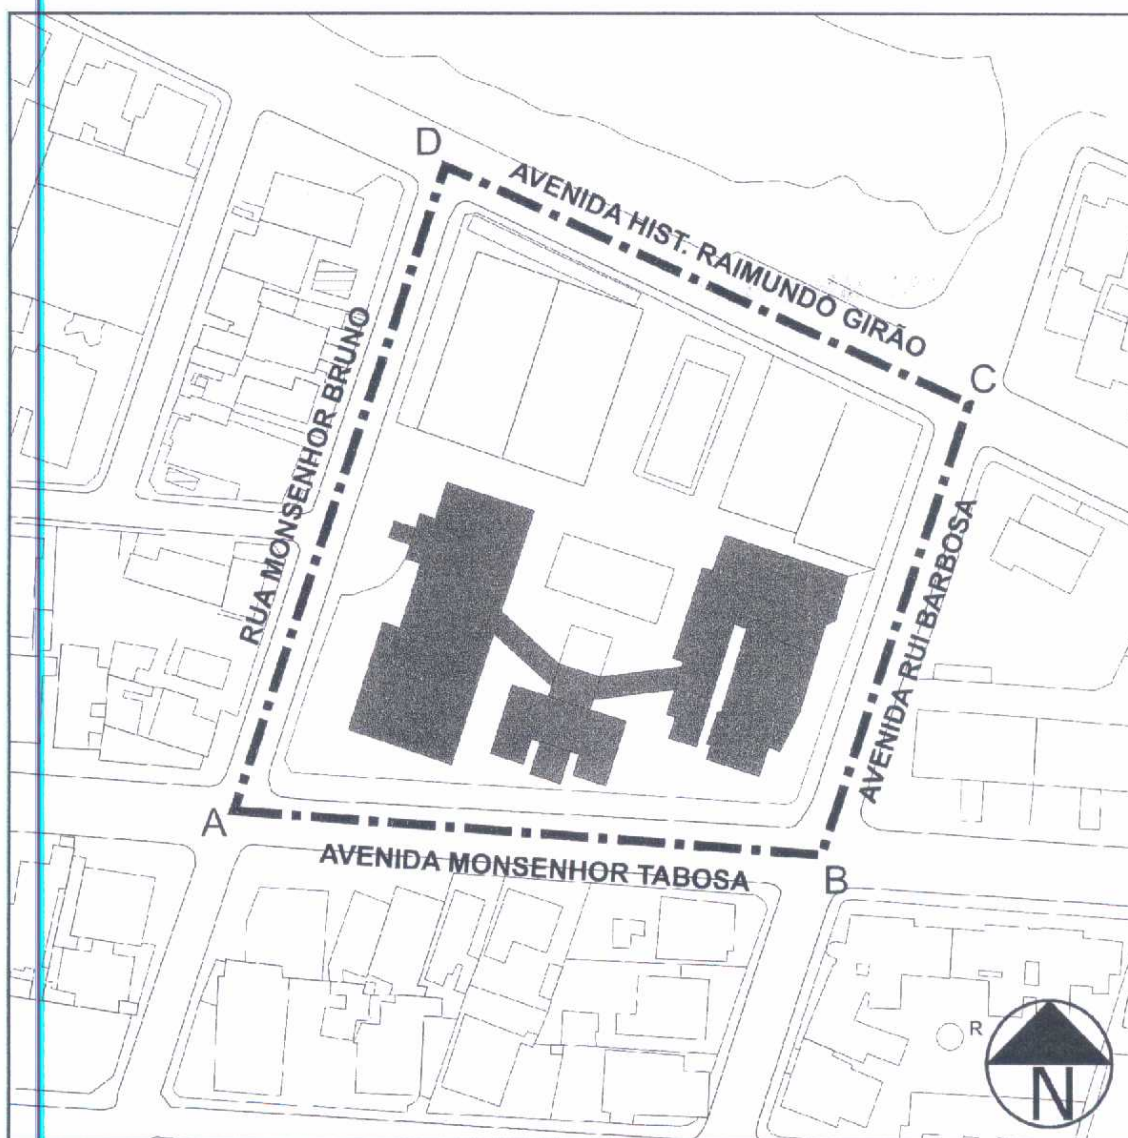 D
AVENIDA HIST. RAIMUNDO GIRÃO
C
RUA MONSENHOR BRUNO
AVENIDA RUI BARBOSA
A
AVENIDA MONSENHOR TABOSA
B
R
N